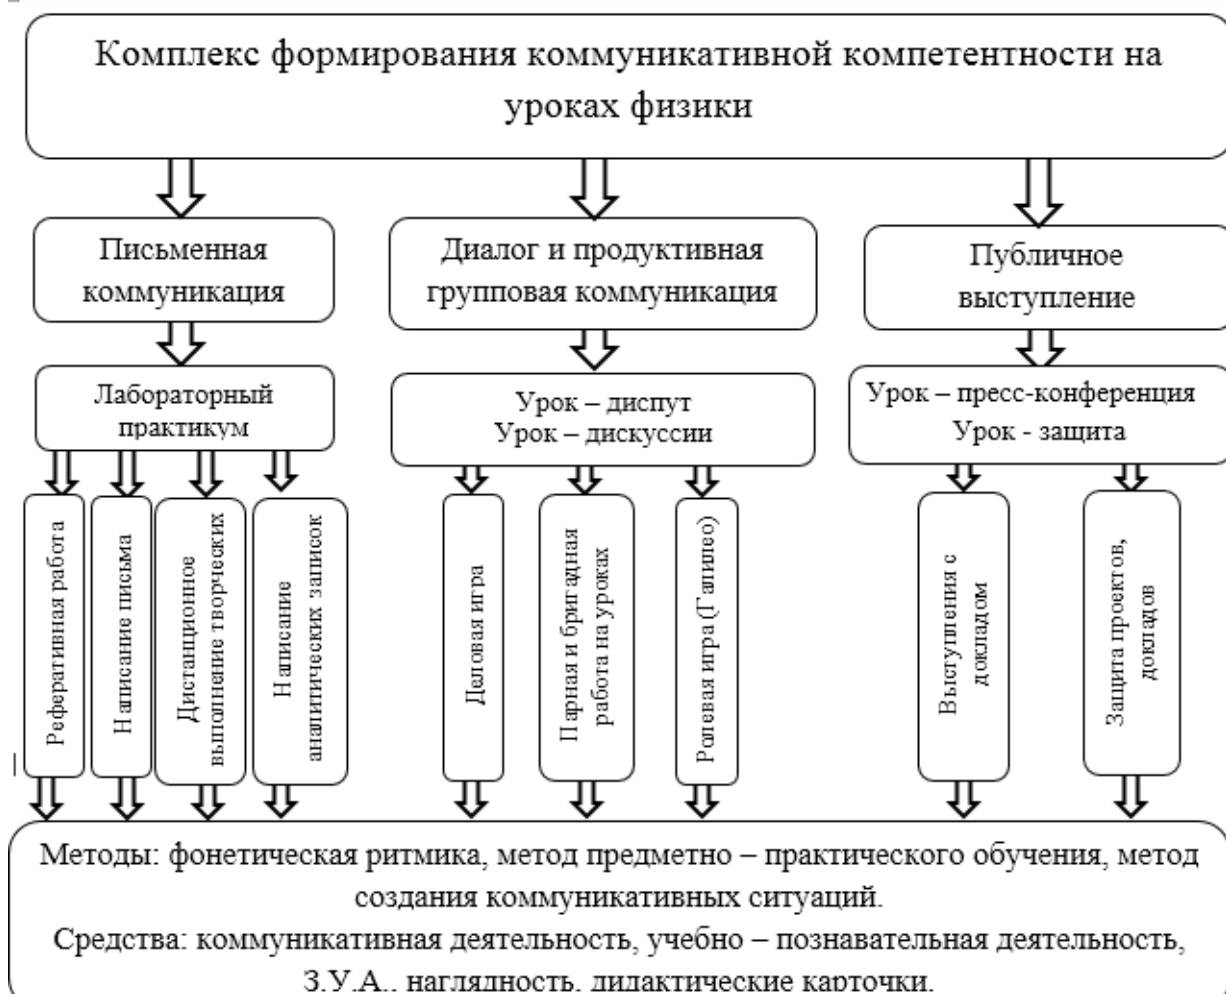 Комплекс формирования коммуникативной компетентности на
уроках физики
Письменная
коммуникация
Диалог и продуктивная
групповая коммуникация
Публичное
выступление
Лабораторный
практикум
Урок – диспут
Урок – дискуссии
Урок – пресс-конференция
Урок - защита
Реферативная работа
Написание письма
Дистанционное
выполнение творческих
Написание
аналитических записок
Деловая игра
Парная и бригадная
работа на уроках
Ролевая игра (Галилео)
Выступления с
докладом
Защита проектов,
докладов
Методы: фонетическая ритмика, метод предметно – практического обучения, метод
создания коммуникативных ситуаций.
Средства: коммуникативная деятельность, учебно – познавательная деятельность,
З.У.А., наглядность, дидактические карточки.